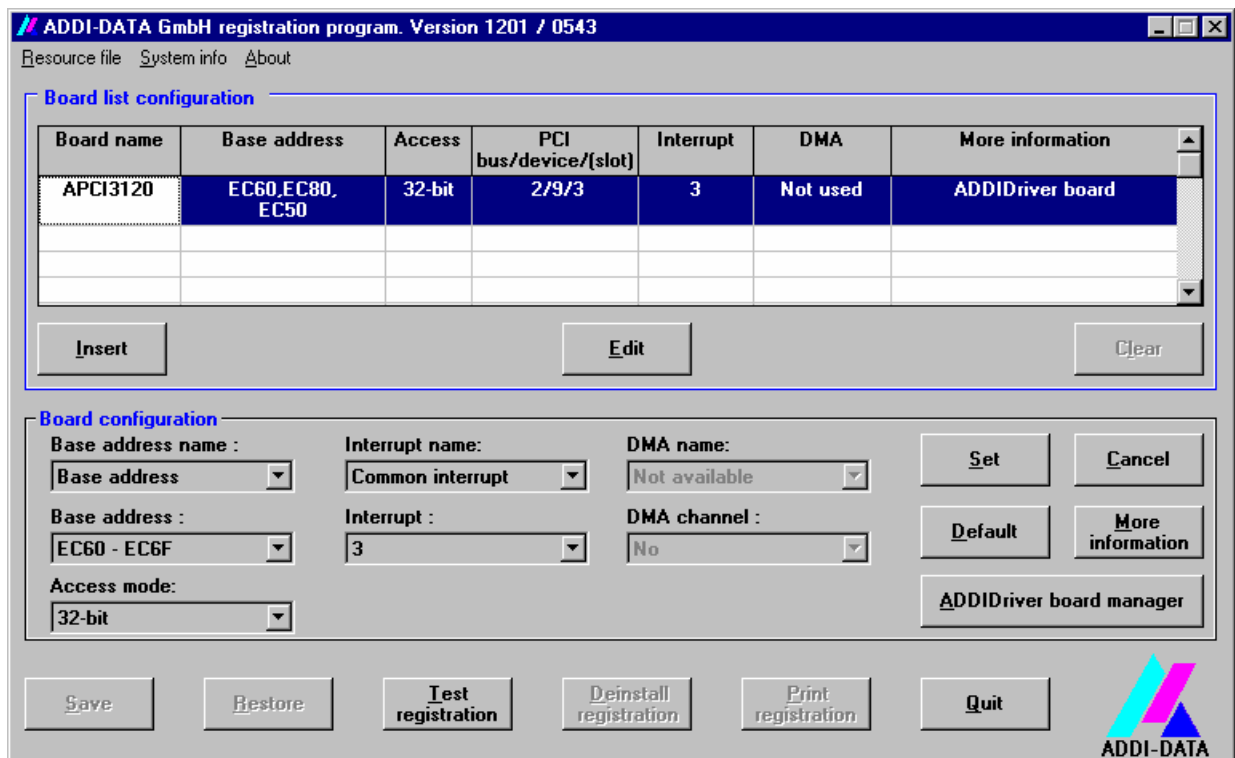 ADDI-DATA GmbH registration program. Version 1201 / 0543
Resource file System info About
Board list configuration
Board name Base address Access PCI bus/device/(slot) Interrupt DMA More information
APCI3120 EC60,EC80, EC50 32-bit 2/9/3 3 Not used ADDIDriver board
Insert Edit Clear
Board configuration
Base address name : Interrupt name: DMA name:
Base address Common interrupt Not available
Set Cancel
Base address : Interrupt : DMA channel :
EC60 - EC6F 3 No
Default More information
Access mode:
32-bit
ADDIDriver board manager
Save Restore Test registration Deinstall registration Print registration Quit
ADDI-DATA